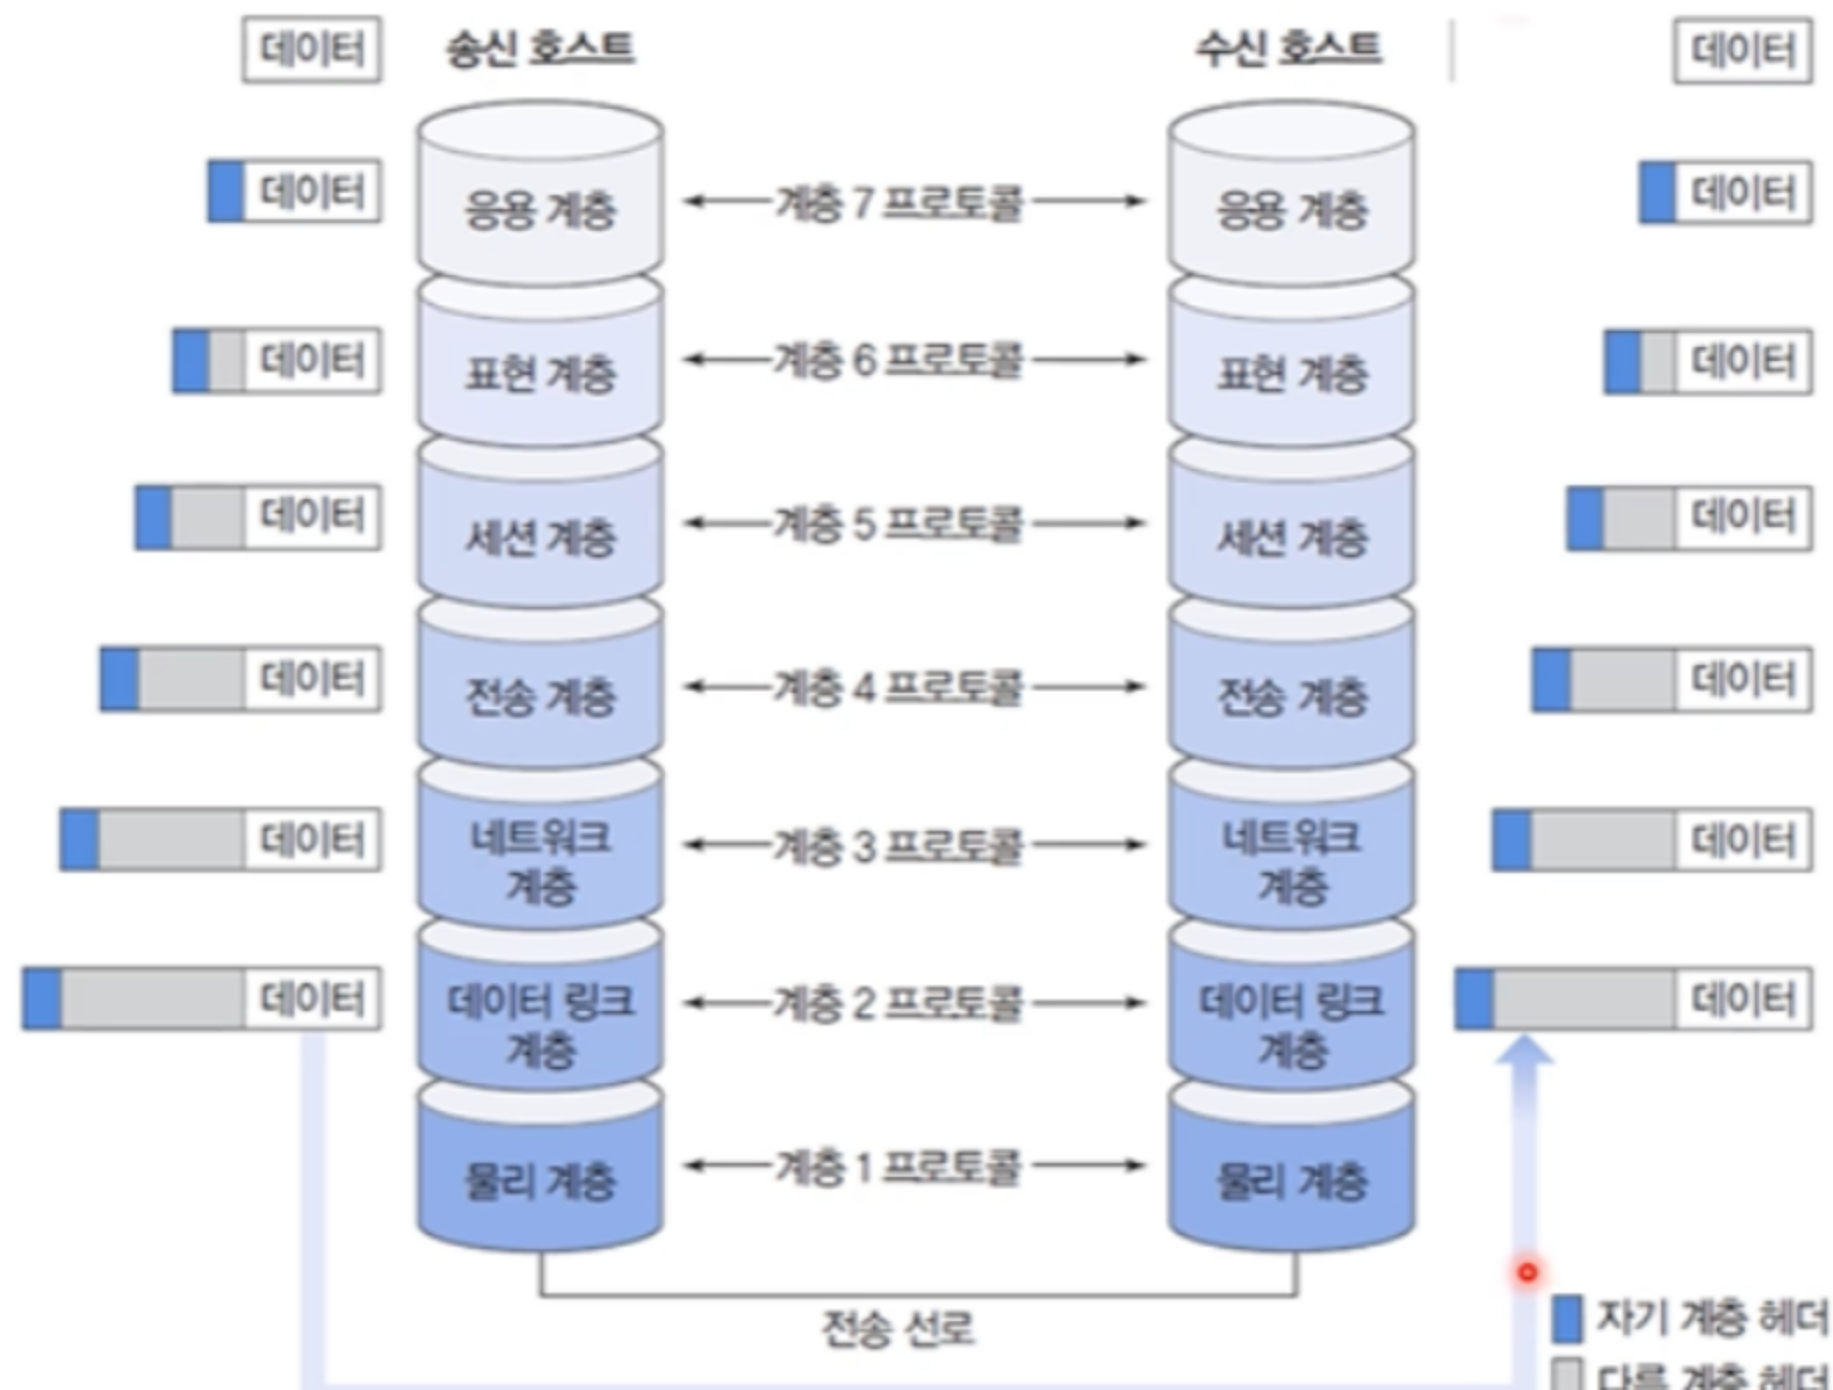 데이터 송신 호스트 수신 호스트 데이터
데이터 응용 계층 계층 7 프로토콜 응용 계층 데이터
데이터 표현 계층 계층 6 프로토콜 표현 계층 데이터
데이터 세션 계층 계층 5 프로토콜 세션 계층 데이터
데이터 전송 계층 계층 4 프로토콜 전송 계층 데이터
데이터 네트워크 계층 3 프로토콜 네트워크 데이터
계층 계층
데이터 데이터 링크 계층 2 프로토콜 데이터 링크 데이터
계층 계층
물리 계층 계층 1 프로토콜 물리 계층
전송 선로
자기 계층 헤더
다른 계층 헤더